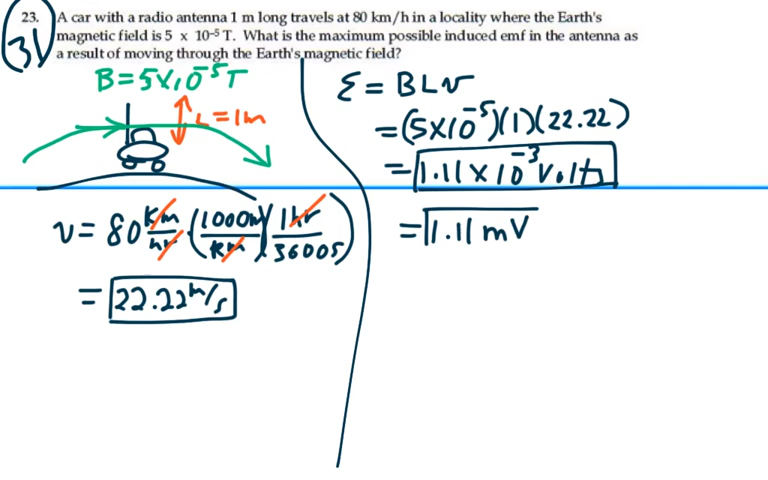 23. A car with a radio antenna 1 m long travels at 80 km/h in a locality where the Earth's
magnetic field is 5 x 10⁻⁵ T. What is the maximum possible induced emf in the antenna as
a result of moving through the Earth's magnetic field?
B=5x10⁻⁵T
L=1m
v= 80 km/hr (1000m/km)(1hr/3600s)
= 22.22 m/s
ε = BLv
=(5x10⁻⁵)(1)(22.22)
= 1.11 x 10⁻³ Volts
= 1.11 mV